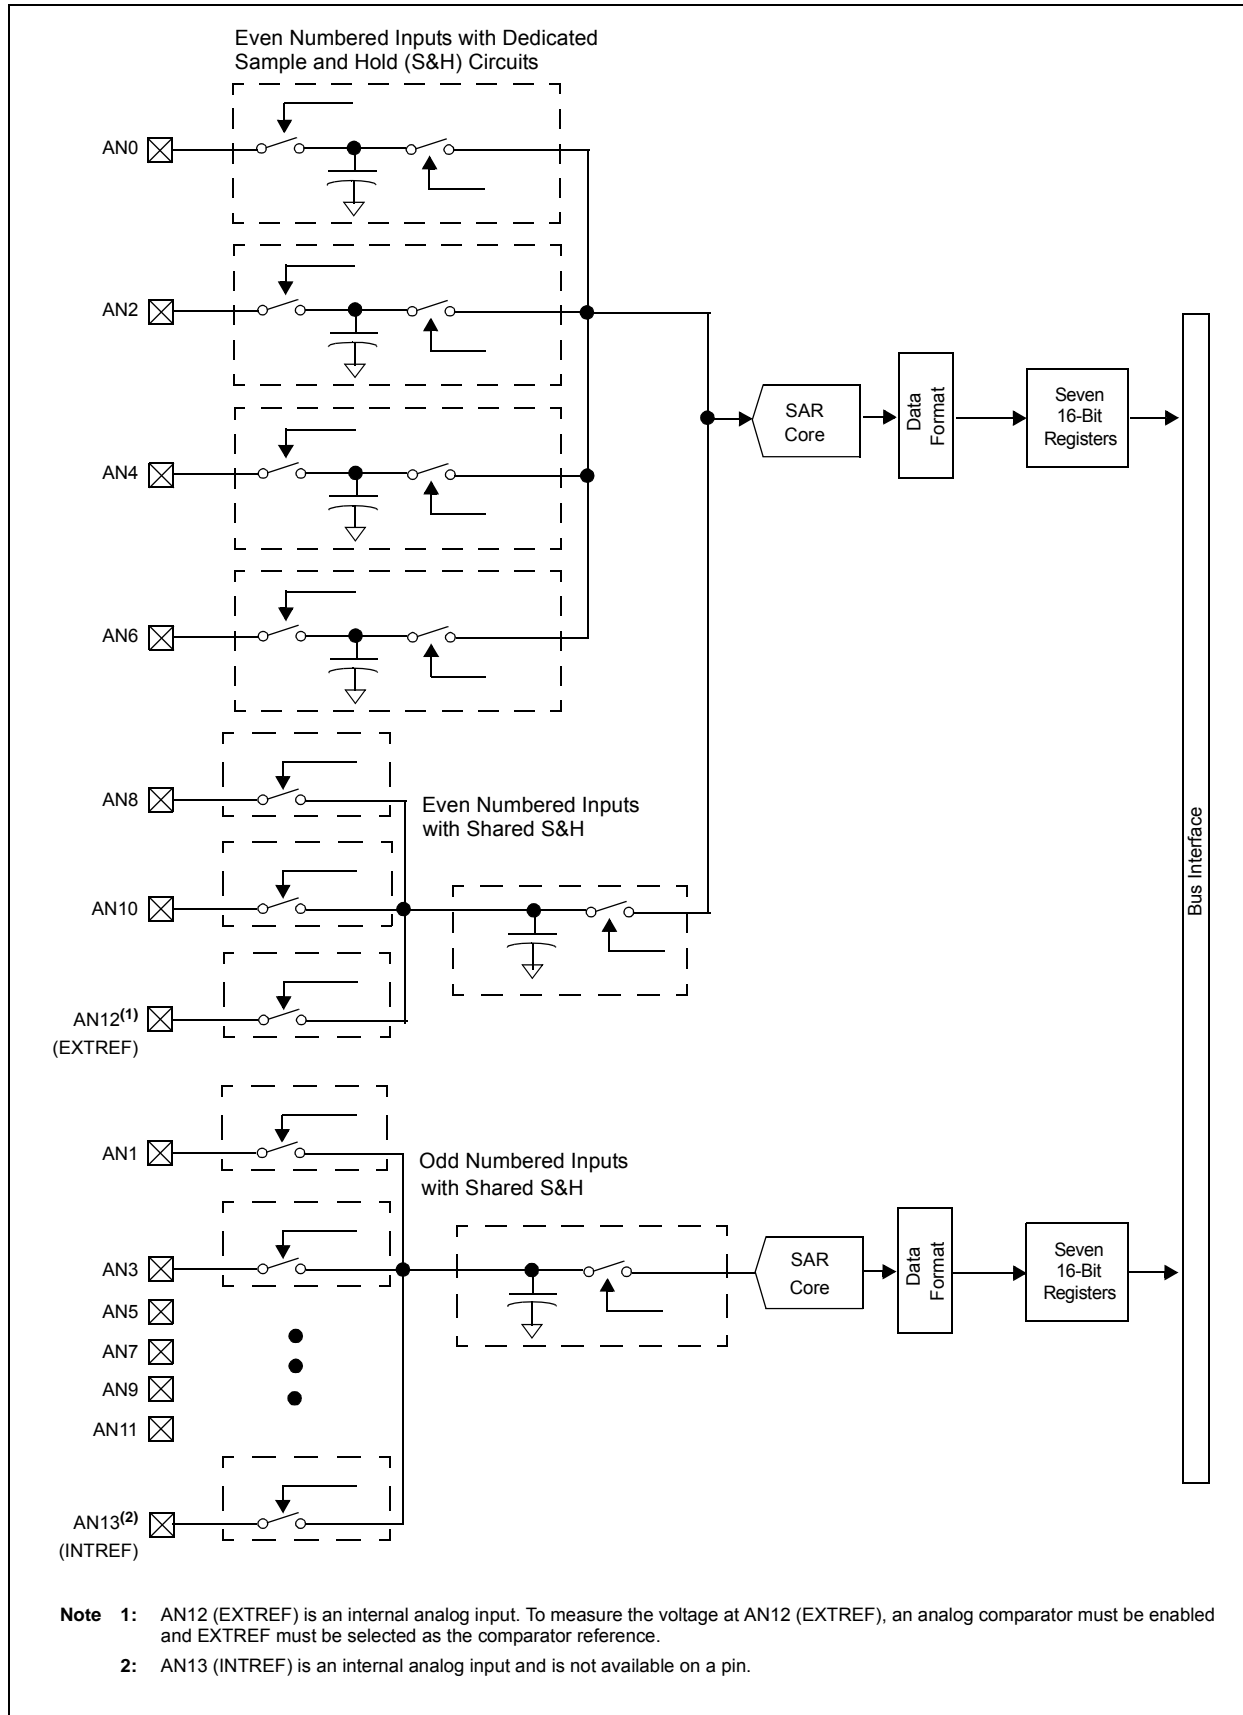 Even Numbered Inputs with Dedicated
Sample and Hold (S&H) Circuits
AN0
AN2
AN4
AN6
SAR
Core
Data
Format
Seven
16-Bit
Registers
Bus Interface
AN8
Even Numbered Inputs
with Shared S&H
AN10
AN12(1)
(EXTREF)
AN1
Odd Numbered Inputs
with Shared S&H
AN3
SAR
Core
Data
Format
Seven
16-Bit
Registers
AN5
AN7
AN9
AN11
AN13(2)
(INTREF)
Note 1: AN12 (EXTREF) is an internal analog input. To measure the voltage at AN12 (EXTREF), an analog comparator must be enabled
and EXTREF must be selected as the comparator reference.
2: AN13 (INTREF) is an internal analog input and is not available on a pin.